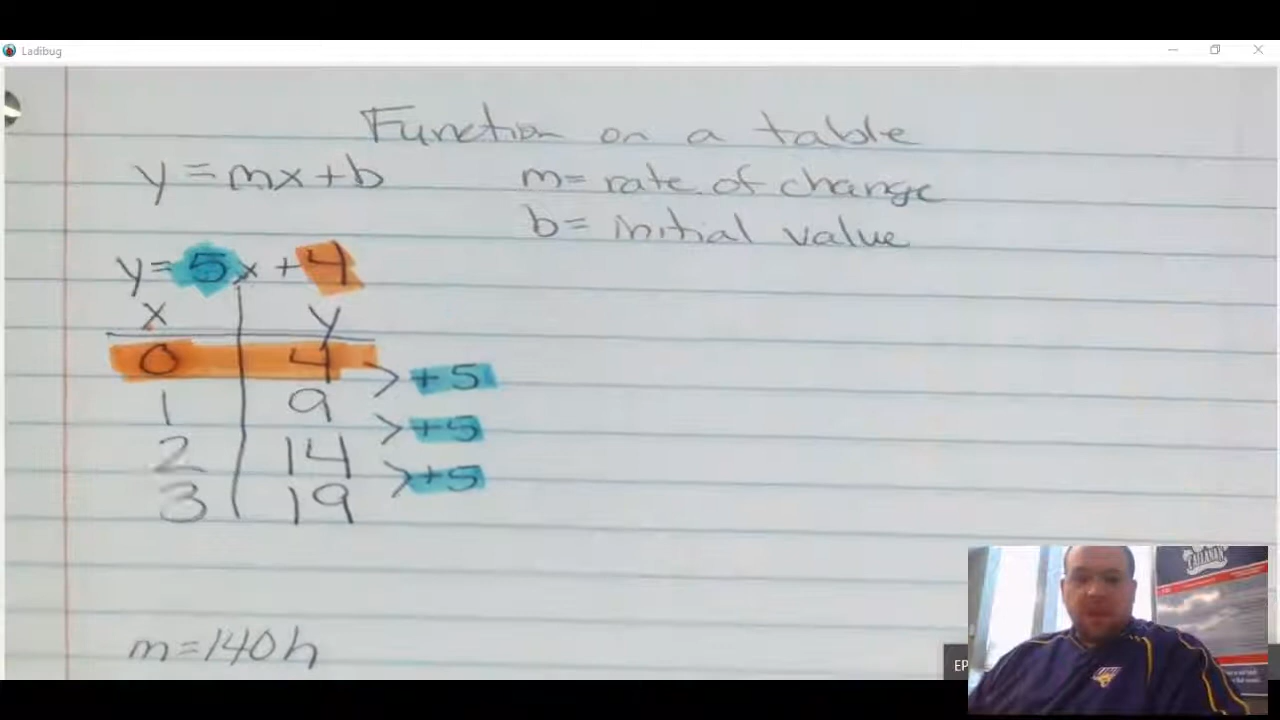 Ladibug
Function on a table
y = mx + b
m = rate of change
b = initial value
y = 5x + 4
x y
0 4
> +5
1 9
> +5
2 14
> +5
3 19
m = 140h
EP